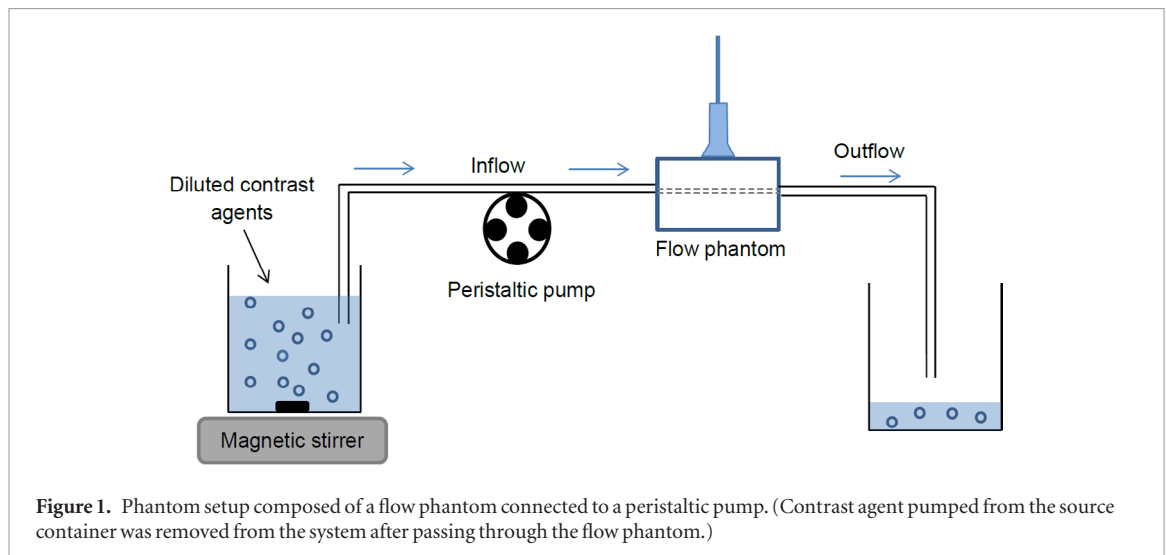 Inflow
Outflow
Diluted contrast
agents
Flow phantom
Peristaltic pump
Magnetic stirrer
Figure 1. Phantom setup composed of a flow phantom connected to a peristaltic pump. (Contrast agent pumped from the source
container was removed from the system after passing through the flow phantom.)